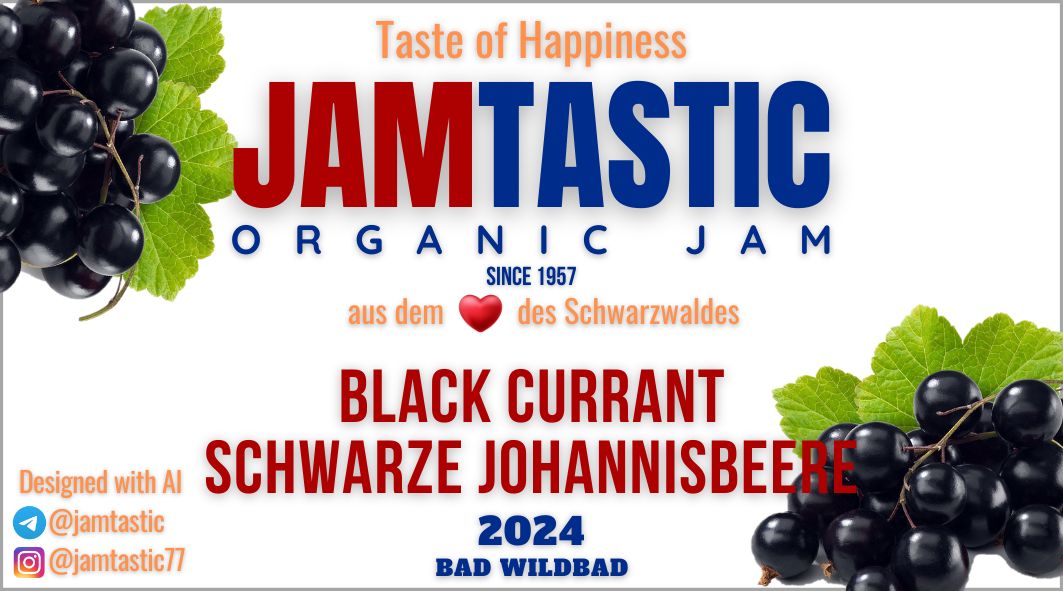 Taste of Happiness
JAMTASTIC
ORGANIC JAM
SINCE 1957
aus dem ❤️ des Schwarzwaldes
BLACK CURRANT
SCHWARZE JOHANNISBEERE
2024
BAD WILDBAD
Designed with AI
@jamtastic
@jamtastic77